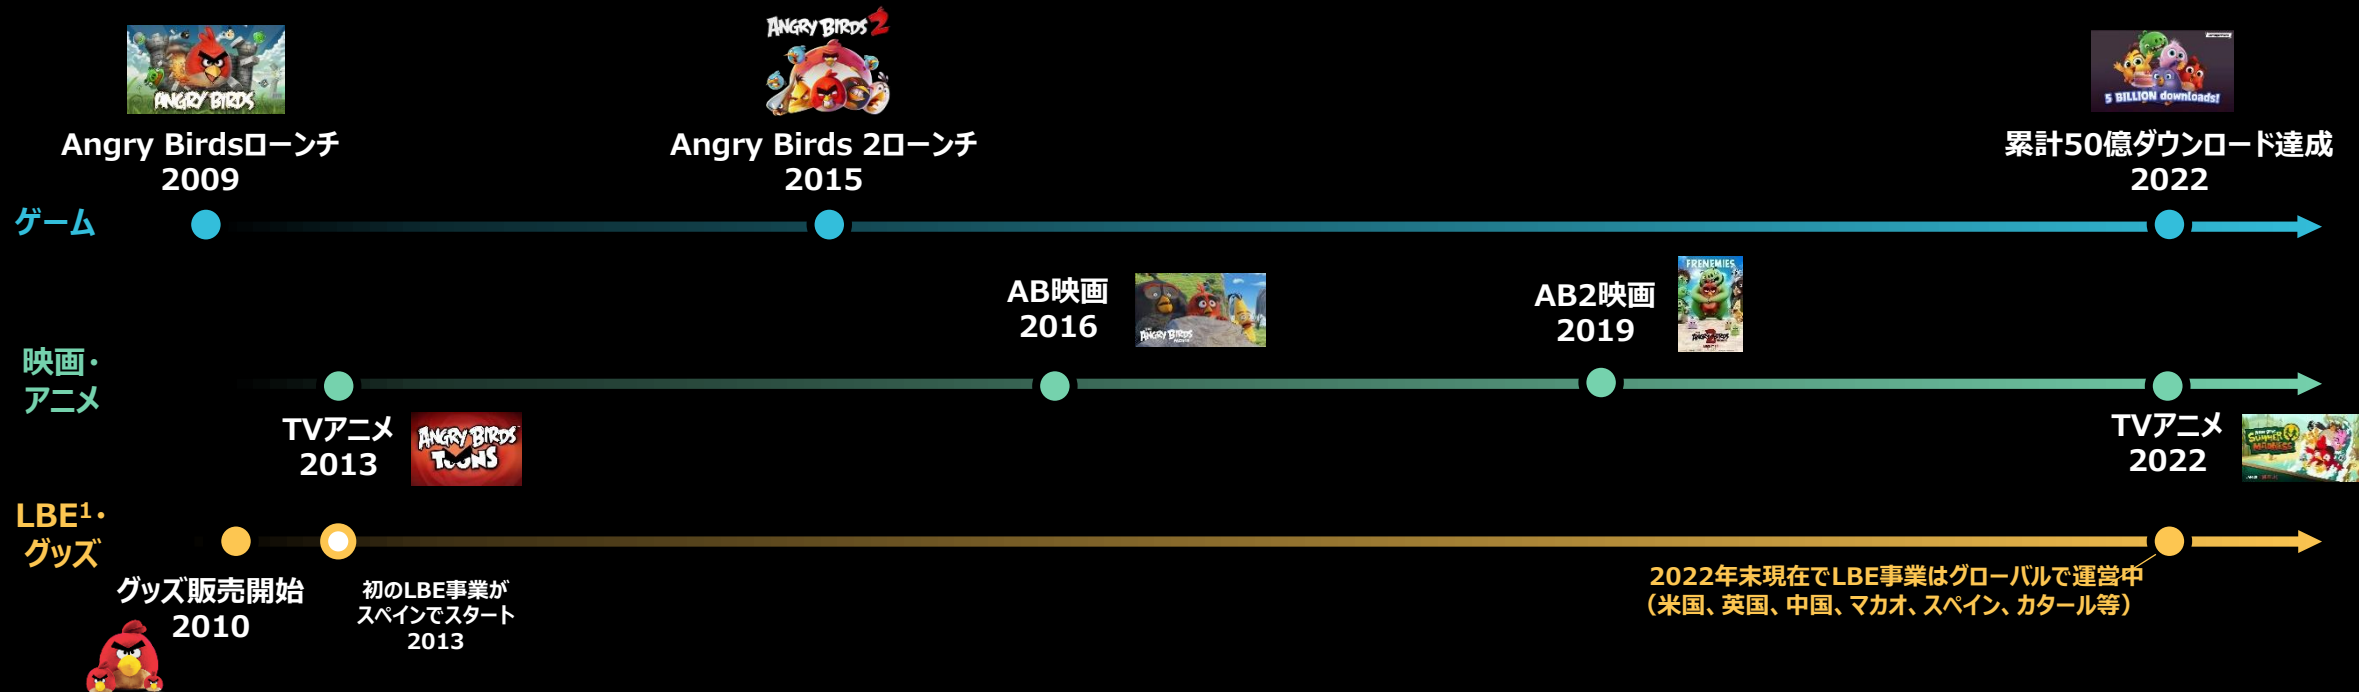 ANGRY BIRDS
ANGRY BIRDS 2
5 BILLION downloads!
Angry Birdsローンチ
2009
Angry Birds 2ローンチ
2015
累計50億ダウンロード達成
2022
ゲーム
AB映画
2016
ANGRY BIRDS
AB2映画
2019
FRENEMIES
映画・
アニメ
TVアニメ
2013
ANGRY BIRDS
TOONS
TVアニメ
2022
SUMMER
MADNESS
LBE1・
グッズ
グッズ販売開始
2010
初のLBE事業が
スペインでスタート
2013
2022年末現在でLBE事業はグローバルで運営中
（米国、英国、中国、マカオ、スペイン、カタール等）